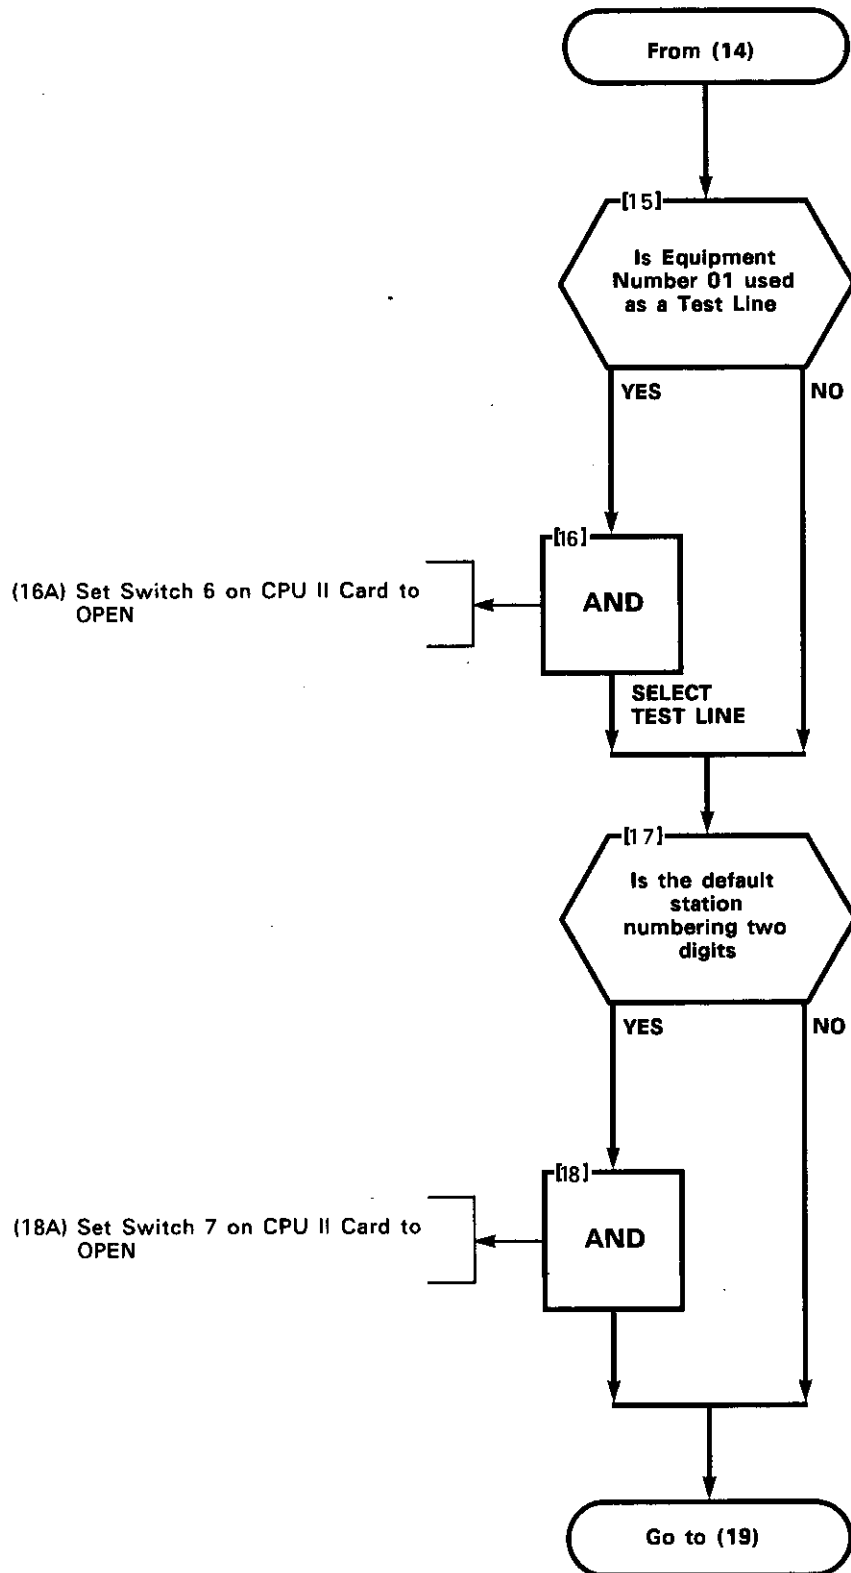 From (14)
[15]
Is Equipment
Number 01 used
as a Test Line
YES
NO
[16]
(16A) Set Switch 6 on CPU II Card to
OPEN
AND
SELECT
TEST LINE
[17]
Is the default
station
numbering two
digits
YES
NO
[18]
(18A) Set Switch 7 on CPU II Card to
OPEN
AND
Go to (19)